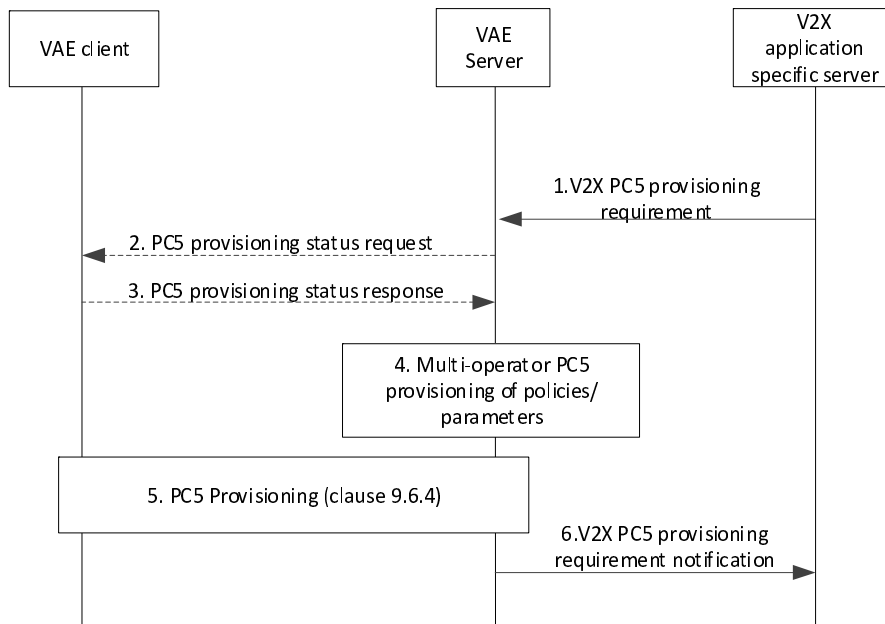 VAE client
VAE
Server
V2X
application
specific server
1.V2X PC5 provisioning
requirement
2. PC5 provisioning status request
3. PC5 provisioning status response
4. Multi-operator PC5
provisioning of policies/
parameters
5. PC5 Provisioning (clause 9.6.4)
6.V2X PC5 provisioning
requirement notification